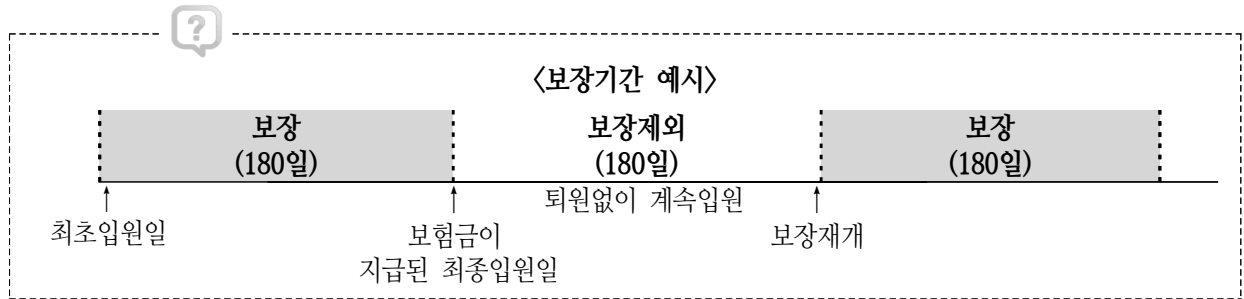 ?
〈보장기간 예시〉
보장 보장제외 보장
(180일) (180일) (180일)
퇴원없이 계속입원
최초입원일 보험금이 보장재개
지급된 최종입원일